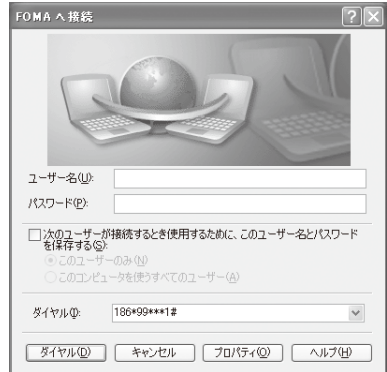 FOMA へ接続
ユーザー名(U):
パスワード(P):
次のユーザーが接続するとき使用するために、このユーザー名とパスワード
を保存する(S):
このユーザーのみ(N)
このコンピュータを使うすべてのユーザー(A)
ダイヤル(I): 186*99***1#
ダイヤル(D) キャンセル プロパティ(O) ヘルプ(H)